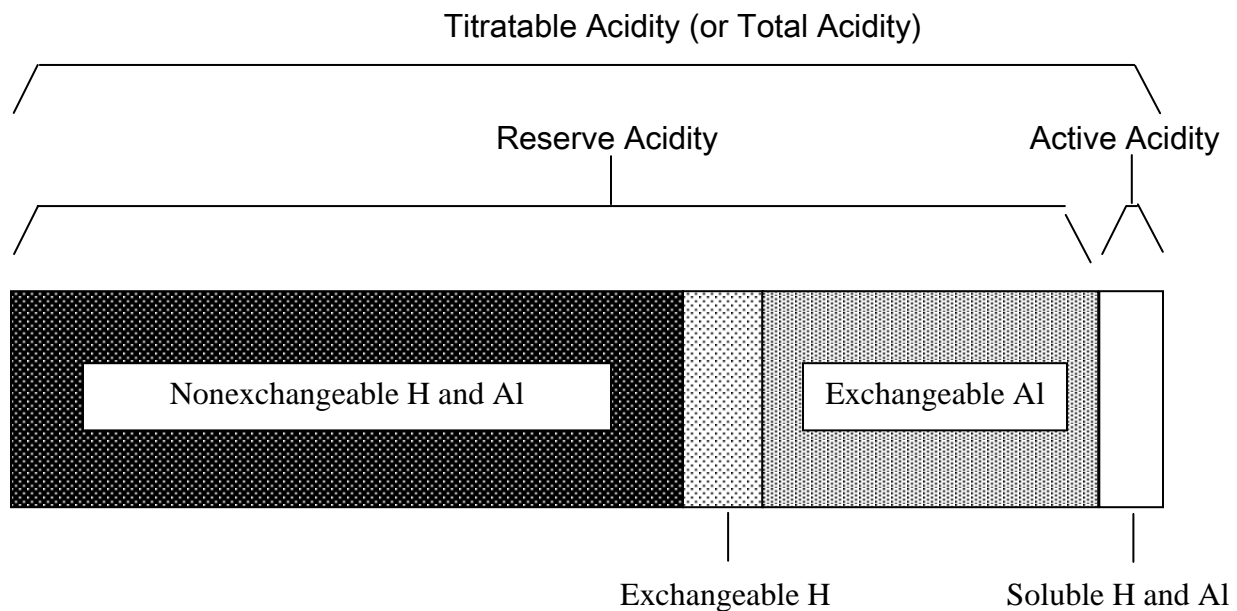 Titratable Acidity (or Total Acidity)
Reserve Acidity
Active Acidity
Nonexchangeable H and Al
Exchangeable Al
Exchangeable H
Soluble H and Al